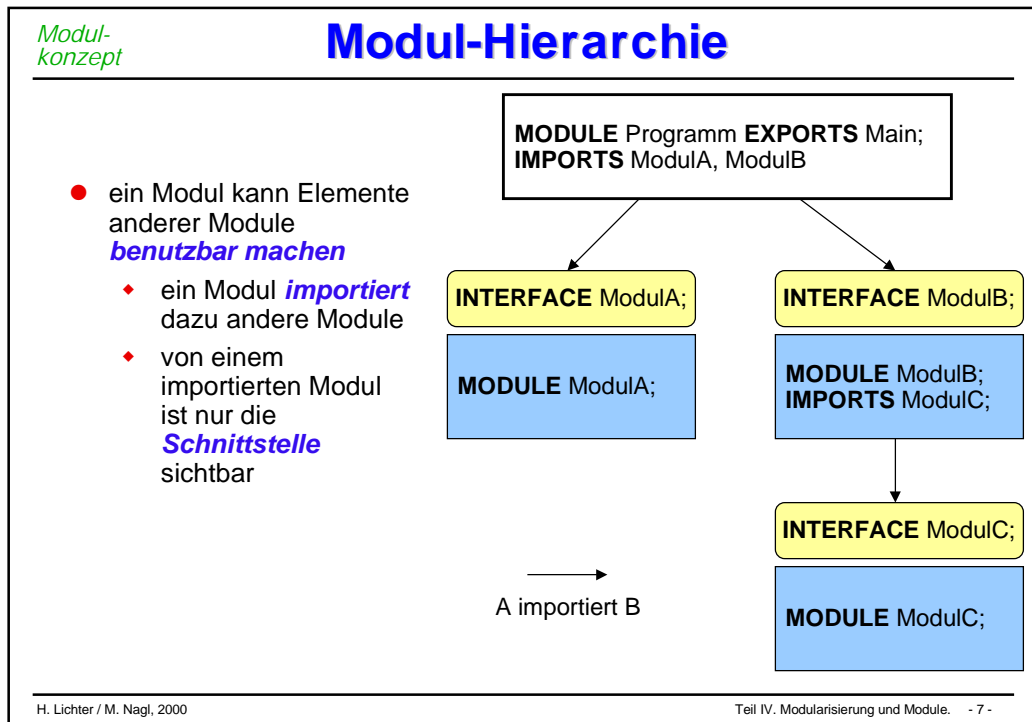 Modul-
konzept
Modul-Hierarchie
MODULE Programm EXPORTS Main;
IMPORTS ModulA, ModulB
ein Modul kann Elemente
anderer Module
benutzbar machen
ein Modul importiert
dazu andere Module
von einem
importierten Modul
ist nur die
Schnittstelle
sichtbar
INTERFACE ModulA;
MODULE ModulA;
INTERFACE ModulB;
MODULE ModulB;
IMPORTS ModulC;
INTERFACE ModulC;
MODULE ModulC;
A importiert B
H. Lichter / M. Nagl, 2000
Teil IV. Modularisierung und Module. - 7 -